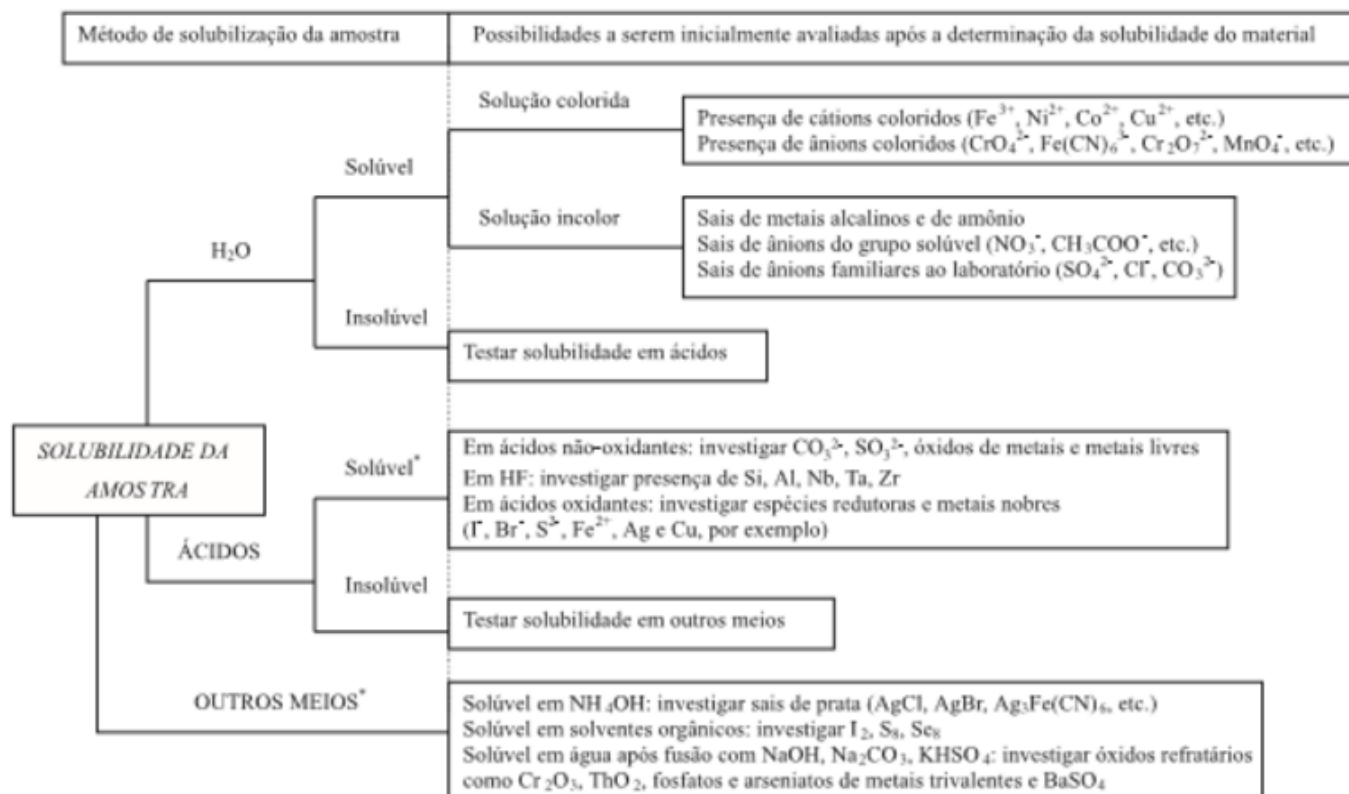 Método de solubilização da amostra
Possibilidades a serem inicialmente avaliadas após a determinação da solubilidade do material
Solução colorida
Presença de cátions coloridos (Fe³⁺, Ni²⁺, Co²⁺, Cu²⁺, etc.)
Presença de ânions coloridos (CrO₄²⁻, Fe(CN)₆³⁻, Cr₂O₇²⁻, MnO₄⁻, etc.)
Solúvel
Solução incolor
Sais de metais alcalinos e de amônio
Sais de ânions do grupo solúvel (NO₃⁻, CH₃COO⁻, etc.)
Sais de ânions familiares ao laboratório (SO₄²⁻, Cl⁻, CO₃²⁻)
H₂O
Insolúvel
Testar solubilidade em ácidos
SOLUBILIDADE DA
AMOSTRA
Solúvel*
Em ácidos não-oxidantes: investigar CO₃²⁻, SO₃²⁻, óxidos de metais e metais livres
Em HF: investigar presença de Si, Al, Nb, Ta, Zr
Em ácidos oxidantes: investigar espécies redutoras e metais nobres
(I⁻, Br⁻, S²⁻, Fe²⁺, Ag e Cu, por exemplo)
ÁCIDOS
Insolúvel
Testar solubilidade em outros meios
OUTROS MEIOS*
Solúvel em NH₄OH: investigar sais de prata (AgCl, AgBr, Ag₃Fe(CN)₆, etc.)
Solúvel em solventes orgânicos: investigar I₂, S₈, Se₈
Solúvel em água após fusão com NaOH, Na₂CO₃, KHSO₄: investigar óxidos refratários
como Cr₂O₃, ThO₂, fosfatos e arseniatos de metais trivalentes e BaSO₄